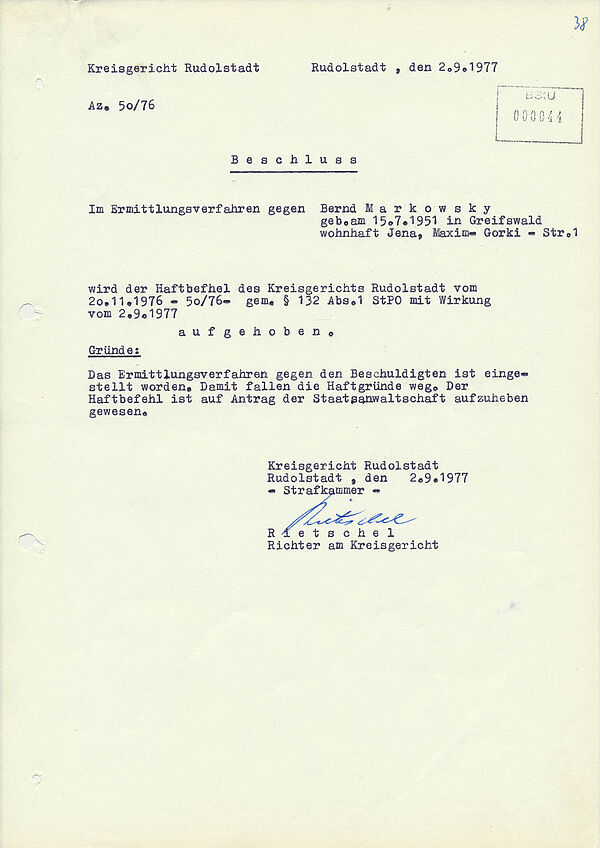 38
Kreisgericht Rudolstadt Rudolstadt , den 2.9.1977
Az. 5o/76
BStU
000044
B e s c h l u s s
Im Ermittlungsverfahren gegen Bernd M a r k o w s k y
geb.am 15.7.1951 in Greifswald
wohnhaft Jena, Maxim- Gorki - Str.1
wird der Haftbefhel des Kreisgerichts Rudolstadt vom
2o.11.1976 - 5o/76- gem. § 132 Abs.1 StPO mit Wirkung
vom 2.9.1977
a u f g e h o b e n .
Gründe:
Das Ermittlungsverfahren gegen den Beschuldigten ist einge-
stellt worden. Damit fallen die Haftgründe weg. Der
Haftbefehl ist auf Antrag der Staatsanwaltschaft aufzuheben
gewesen.
Kreisgericht Rudolstadt
Rudolstadt , den 2.9.1977
- Strafkammer -
Rietschel
R i e t s c h e l
Richter am Kreisgericht